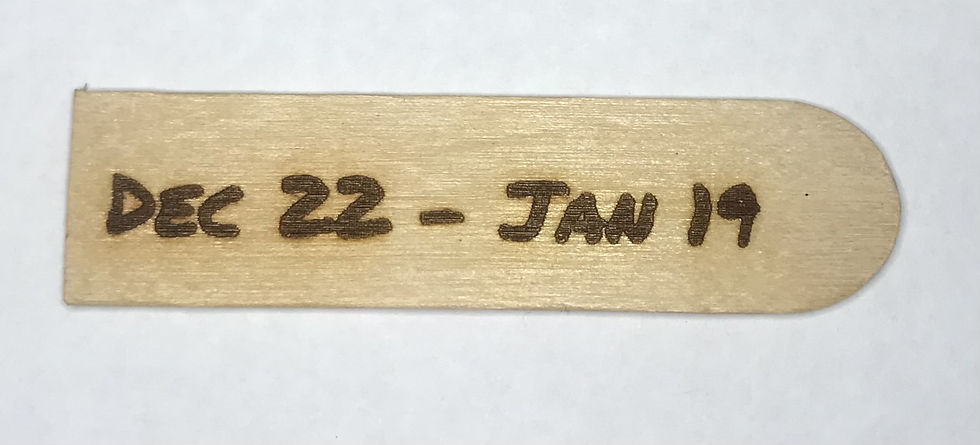 DEC 22 - JAN 19